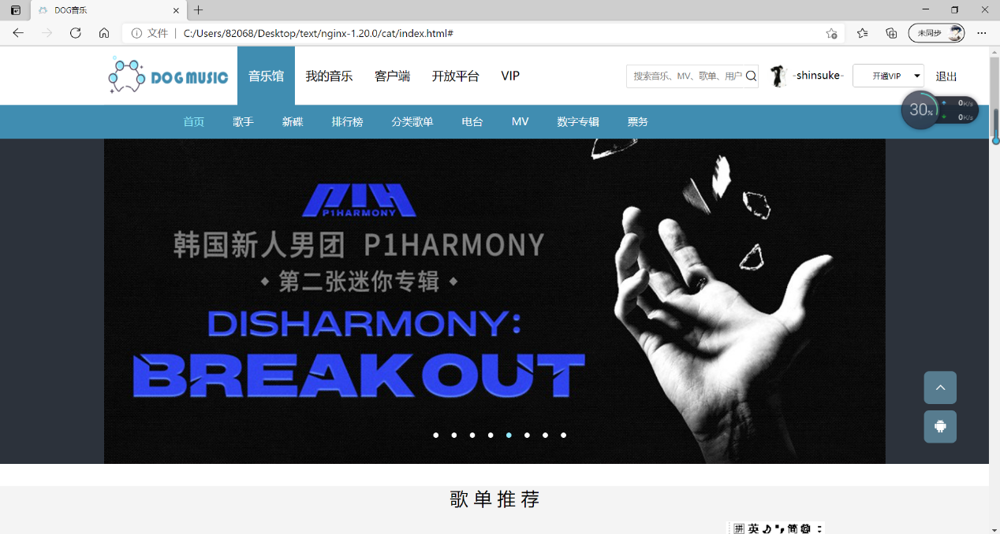 DOG音乐
文件
C:/Users/82068/Desktop/text/nginx-1.20.0/cat/index.html#
未同步
DOG MUSIC
音乐馆 我的音乐 客户端 开放平台 VIP
搜索音乐、MV、歌单、用户
-shinsuke-
开通VIP
退出
30%
0K/s
0K/s
首页 歌手 新碟 排行榜 分类歌单 电台 MV 数字专辑 票务
P1H
P1HARMONY
韩国新人男团 P1HARMONY
第二张迷你专辑
DISHARMONY:
BREAK OUT
歌单推荐
拼 英 简